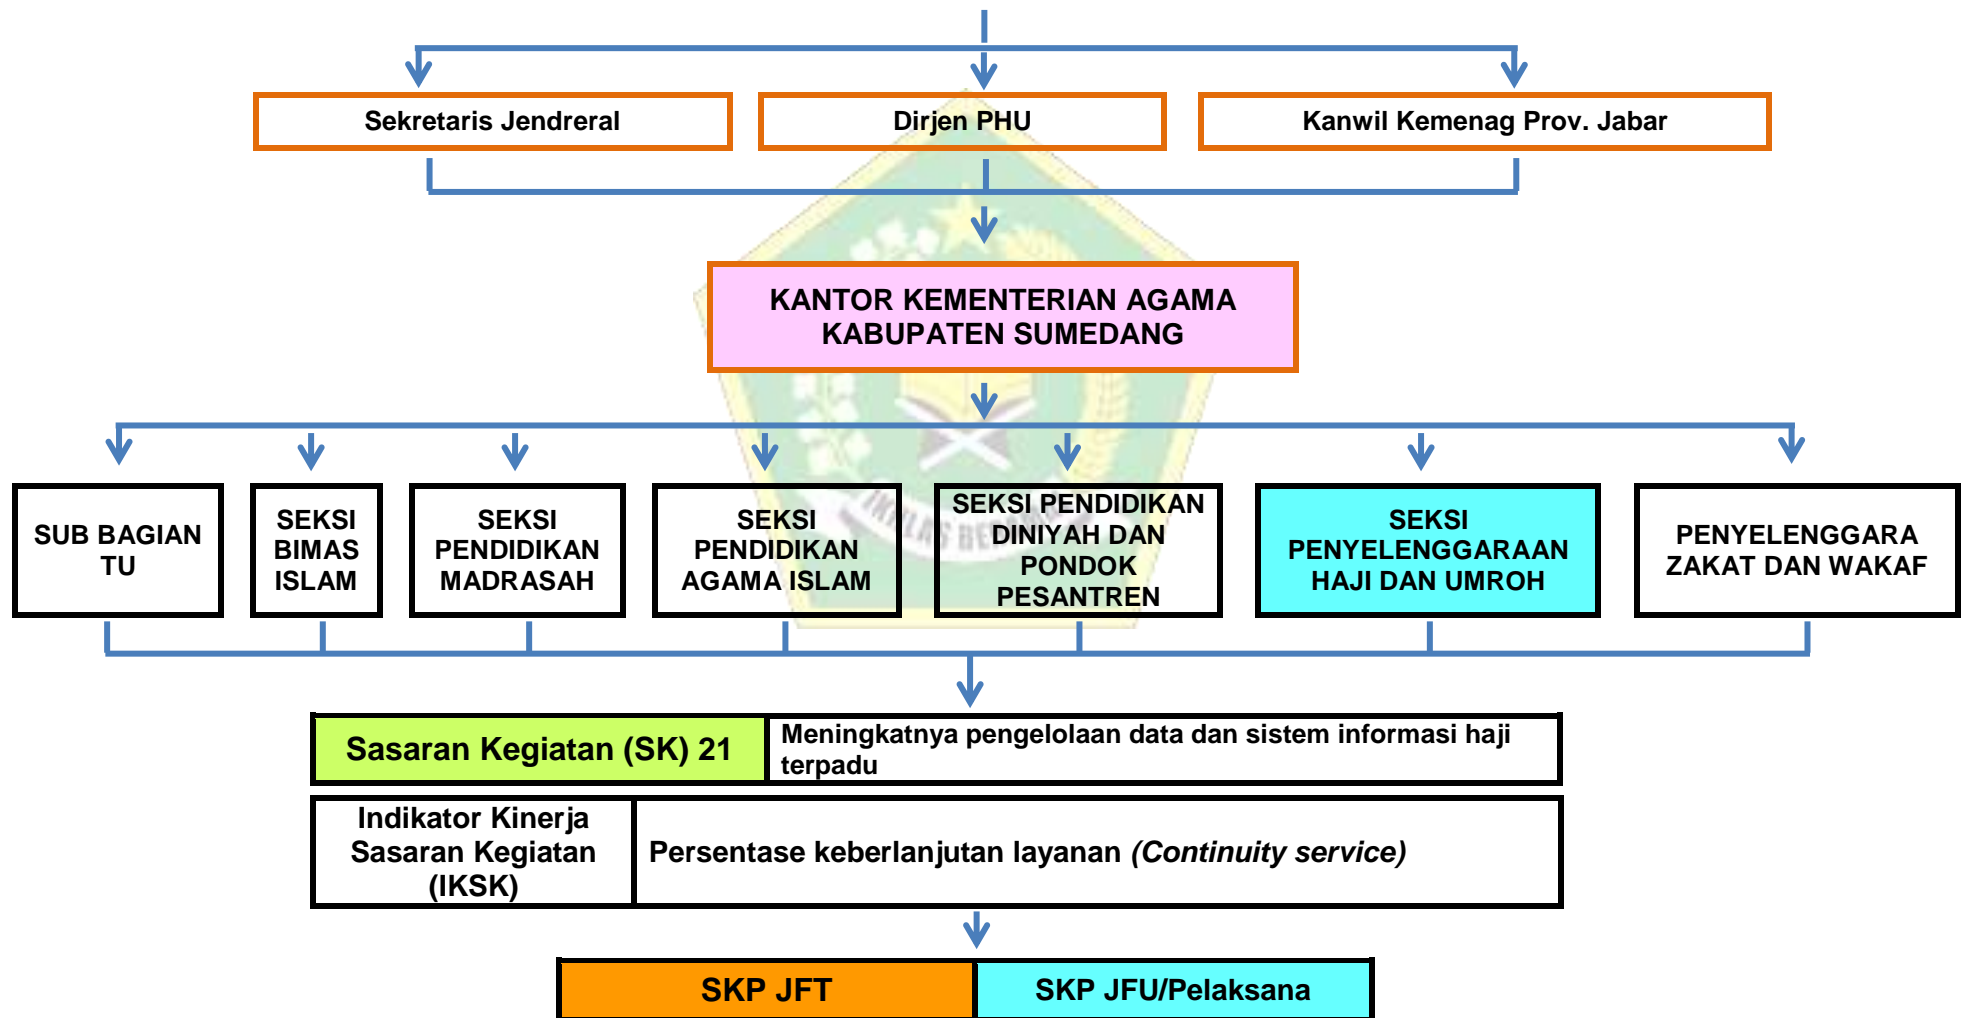 Sekretaris Jendreral
Dirjen PHU
Kanwil Kemenag Prov. Jabar
KANTOR KEMENTERIAN AGAMA
KABUPATEN SUMEDANG
SUB BAGIAN
TU
SEKSI
BIMAS
ISLAM
SEKSI
PENDIDIKAN
MADRASAH
SEKSI
PENDIDIKAN
AGAMA ISLAM
SEKSI PENDIDIKAN
DINIYAH DAN
PONDOK
PESANTREN
SEKSI
PENYELENGGARAAN
HAJI DAN UMROH
PENYELENGGARA
ZAKAT DAN WAKAF
IKHLAS BERAMAL
Sasaran Kegiatan (SK) 21
Meningkatnya pengelolaan data dan sistem informasi haji
terpadu
Indikator Kinerja
Sasaran Kegiatan
(IKSK)
Persentase keberlanjutan layanan (Continuity service)
SKP JFT
SKP JFU/Pelaksana